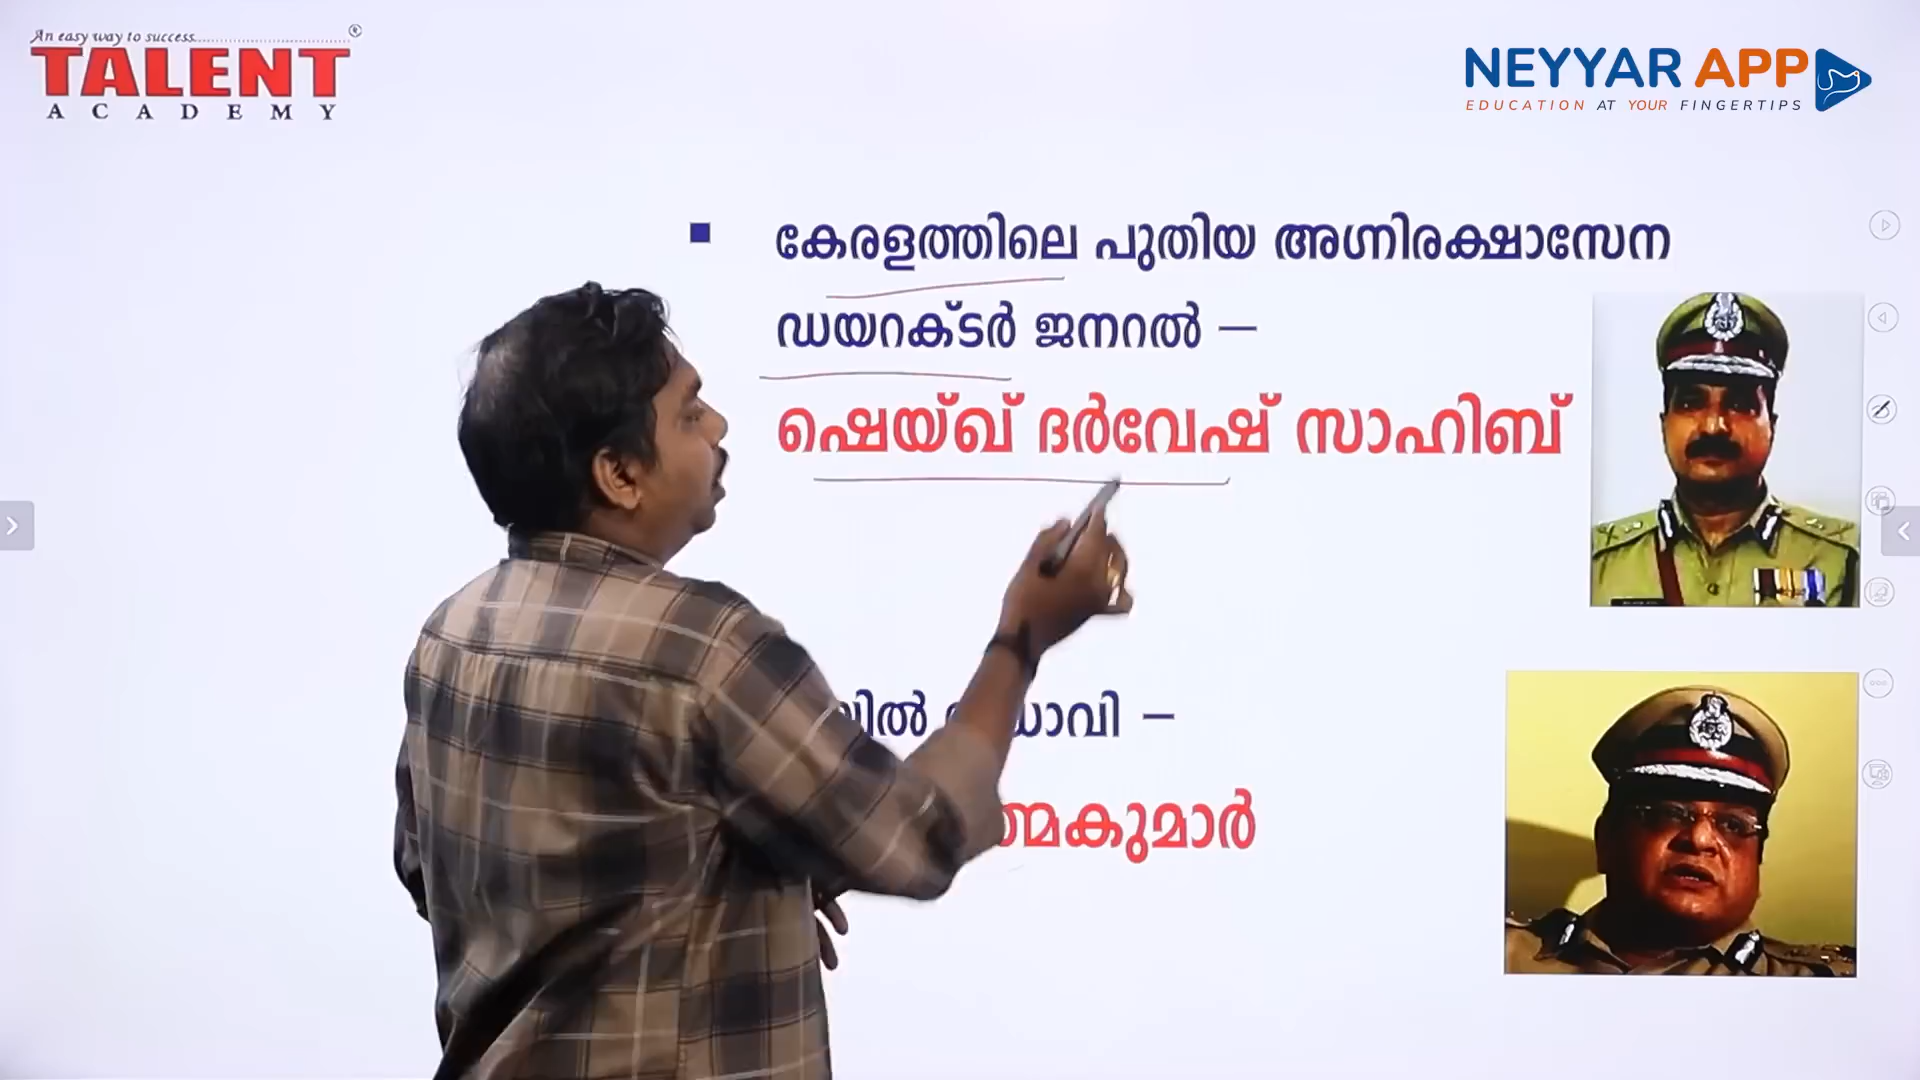 An easy way to success
TALENT
ACADEMY
NEYYAR APP
EDUCATION AT YOUR FINGERTIPS
കേരളത്തിലെ പുതിയ അഗ്നിരക്ഷാസേന
ഡയറക്ടർ ജനറൽ –
ഷെയ്ഖ് ദർവേഷ് സാഹിബ്